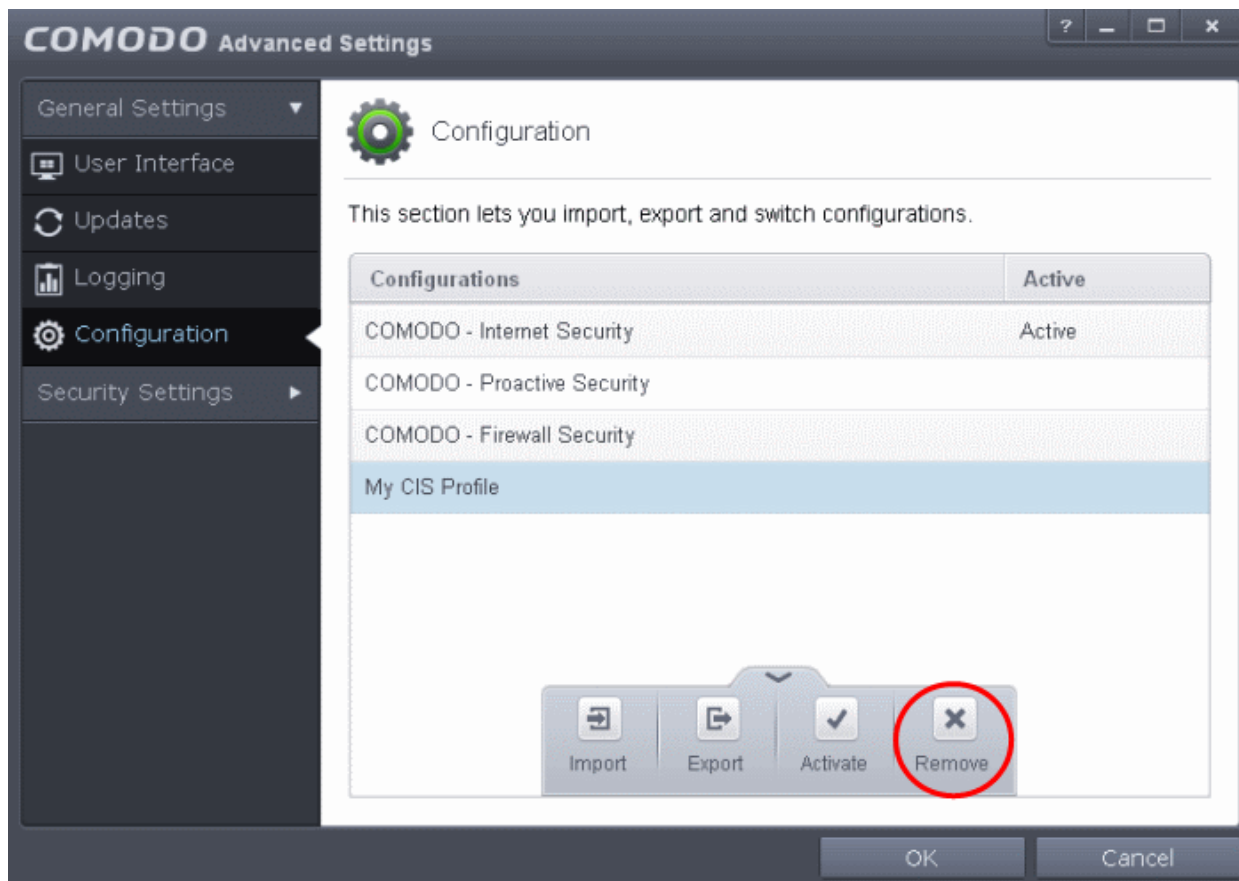 COMODO Advanced Settings
?
General Settings
User Interface
Updates
Logging
Configuration
Security Settings
Configuration
This section lets you import, export and switch configurations.
Configurations Active
COMODO - Internet Security Active
COMODO - Proactive Security
COMODO - Firewall Security
My CIS Profile
Import Export Activate Remove
OK Cancel